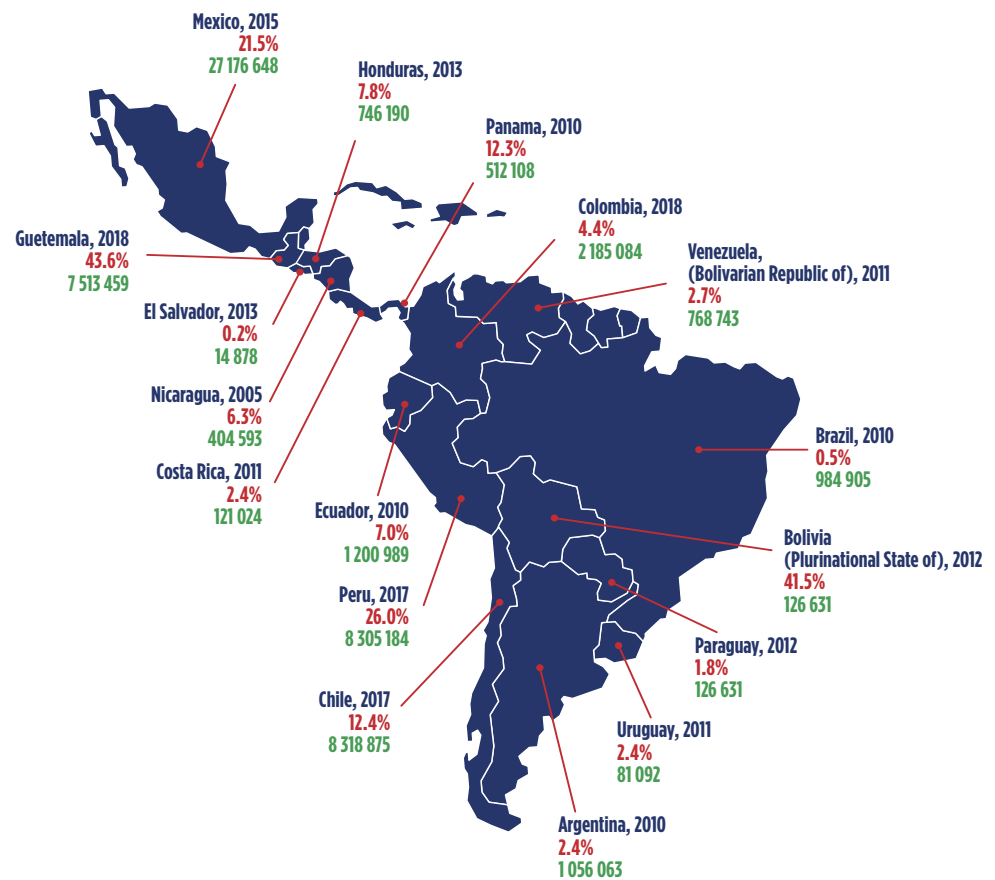 Mexico, 2015
21.5%
27 176 648
Honduras, 2013
7.8%
746 190
Panama, 2010
12.3%
512 108
Colombia, 2018
4.4%
2 185 084
Guetemala, 2018
43.6%
7 513 459
Venezuela,
(Bolivarian Republic of), 2011
2.7%
768 743
El Salvador, 2013
0.2%
14 878
Nicaragua, 2005
6.3%
404 593
Brazil, 2010
0.5%
984 905
Costa Rica, 2011
2.4%
121 024
Ecuador, 2010
7.0%
1 200 989
Bolivia
(Plurinational State of), 2012
41.5%
126 631
Peru, 2017
26.0%
8 305 184
Paraguay, 2012
1.8%
126 631
Chile, 2017
12.4%
8 318 875
Uruguay, 2011
2.4%
81 092
Argentina, 2010
2.4%
1 056 063